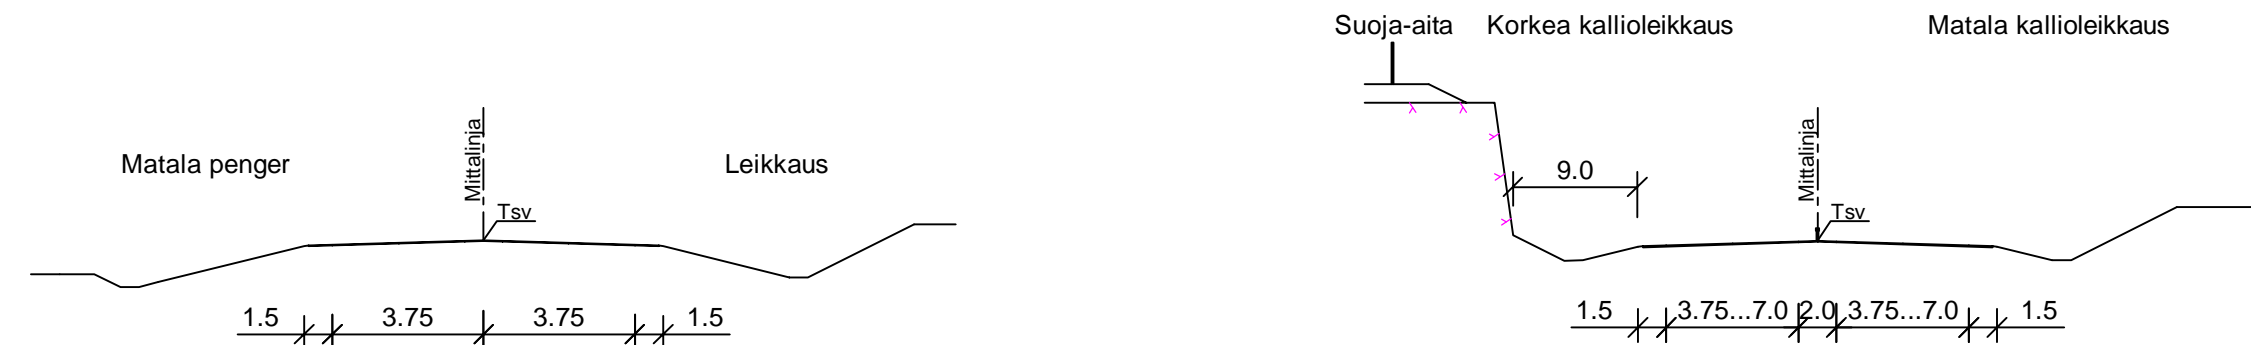 Suoja-aita Korkea kallioleikkaus Matala kallioleikkaus
Matala penger
Mittalinja
Leikkaus
Tsv
1.5 3.75 3.75 1.5
9.0
Mittalinja
Tsv
1.5 3.75...7.0 2.0 3.75...7.0 1.5